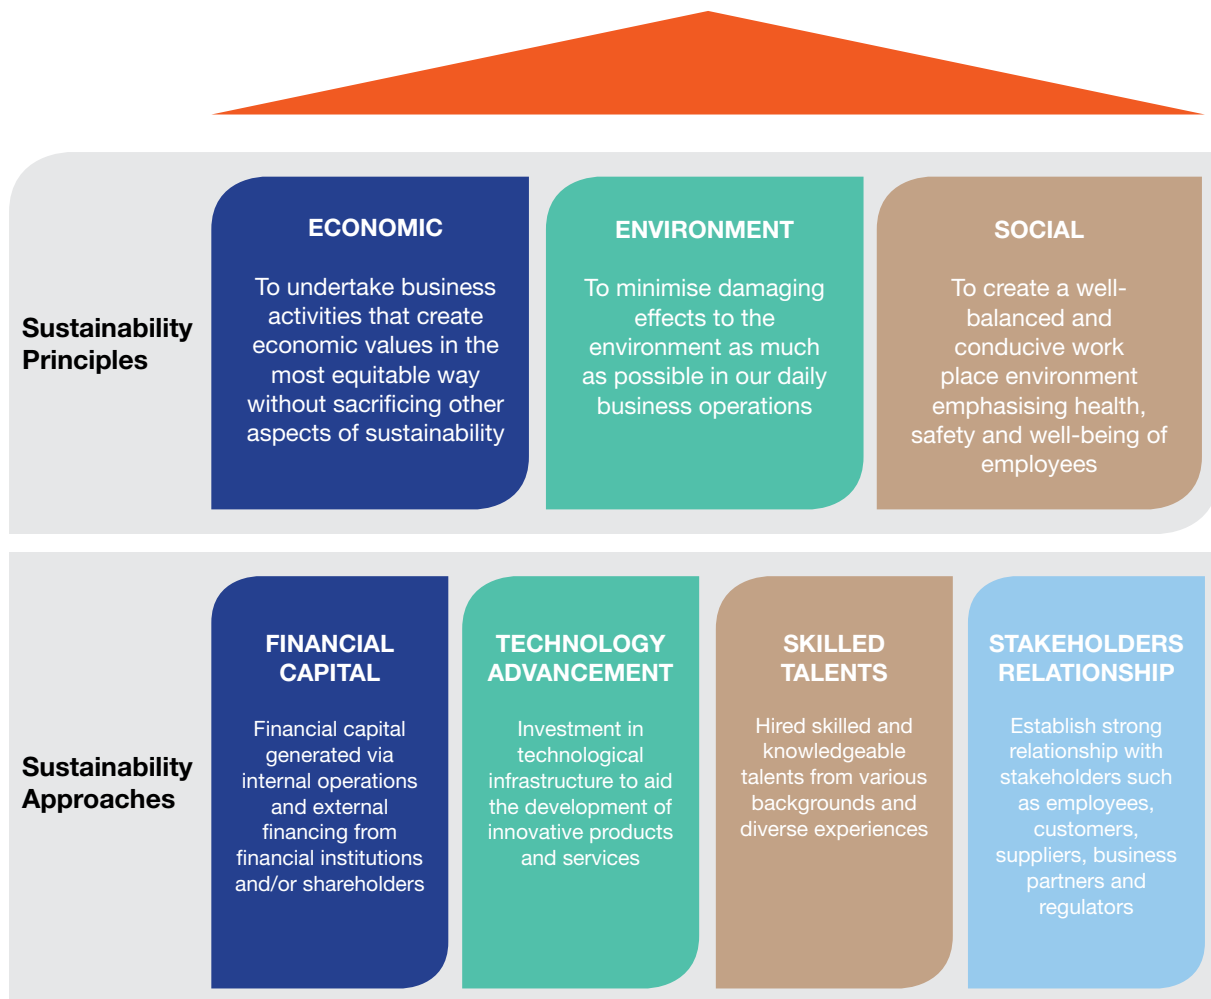 Sustainability
Principles
ECONOMIC
To undertake business
activities that create
economic values in the
most equitable way
without sacrificing other
aspects of sustainability
ENVIRONMENT
To minimise damaging
effects to the
environment as much
as possible in our daily
business operations
SOCIAL
To create a well-
balanced and
conducive work
place environment
emphasising health,
safety and well-being of
employees
Sustainability
Approaches
FINANCIAL
CAPITAL
Financial capital
generated via
internal operations
and external
financing from
financial institutions
and/or shareholders
TECHNOLOGY
ADVANCEMENT
Investment in
technological
infrastructure to aid
the development of
innovative products
and services
SKILLED
TALENTS
Hired skilled and
knowledgeable
talents from various
backgrounds and
diverse experiences
STAKEHOLDERS
RELATIONSHIP
Establish strong
relationship with
stakeholders such
as employees,
customers,
suppliers, business
partners and
regulators